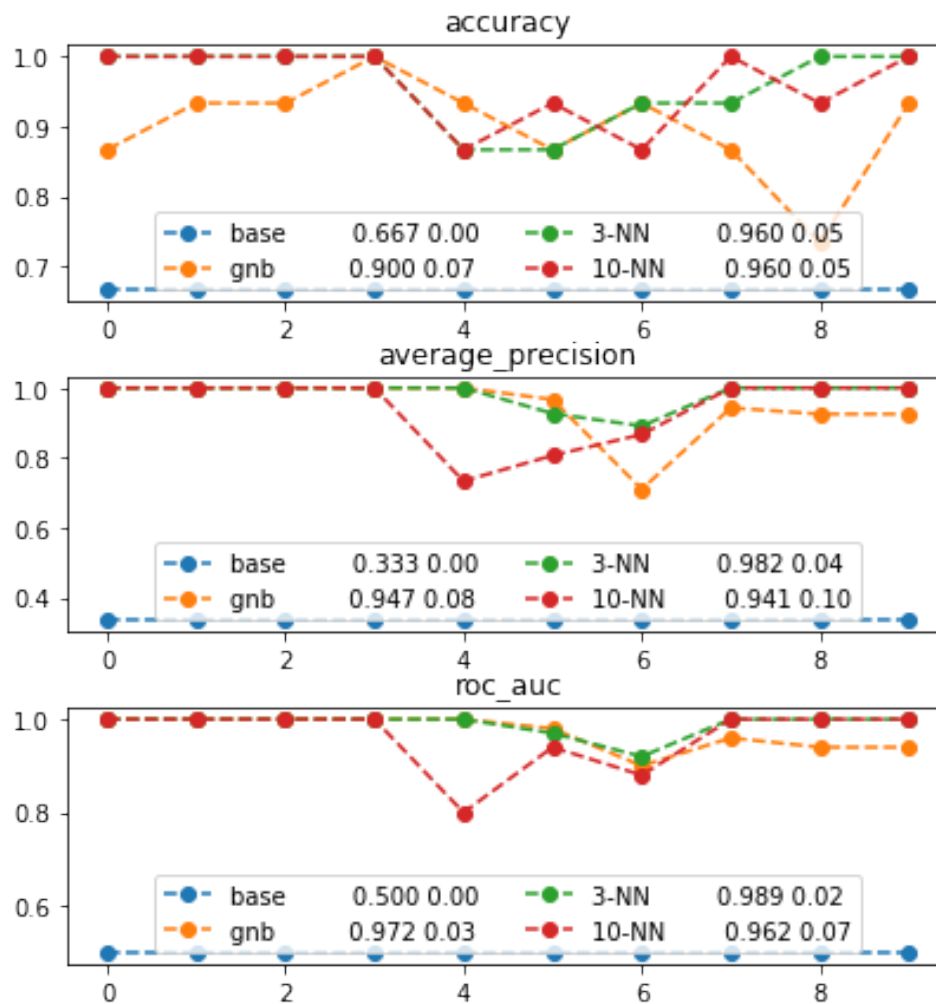 accuracy
1.0
0.9
0.8
0.7
base 0.667 0.00 3-NN 0.960 0.05
gnb 0.900 0.07 10-NN 0.960 0.05
0 2 4 6 8
average_precision
1.0
0.8
0.6
0.4
base 0.333 0.00 3-NN 0.982 0.04
gnb 0.947 0.08 10-NN 0.941 0.10
0 2 4 6 8
roc_auc
1.0
0.8
0.6
base 0.500 0.00 3-NN 0.989 0.02
gnb 0.972 0.03 10-NN 0.962 0.07
0 2 4 6 8